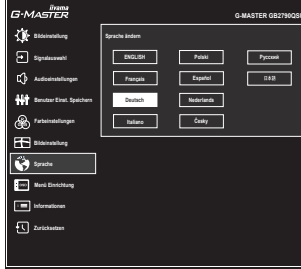 iiyama
G-MASTER
G-MASTER GB2790QS
Bildeinstellung
Sprache ändern
Signalauswahl
ENGLISH
Polski
Русский
Audioeinstellungen
Français
Español
日本語
Benutzer Einst. Speichern
Deutsch
Nederlands
Farbeinstellungen
Italiano
Česky
Bildeinstellung
Sprache
Menü Einrichtung
Informationen
Zurücksetzen